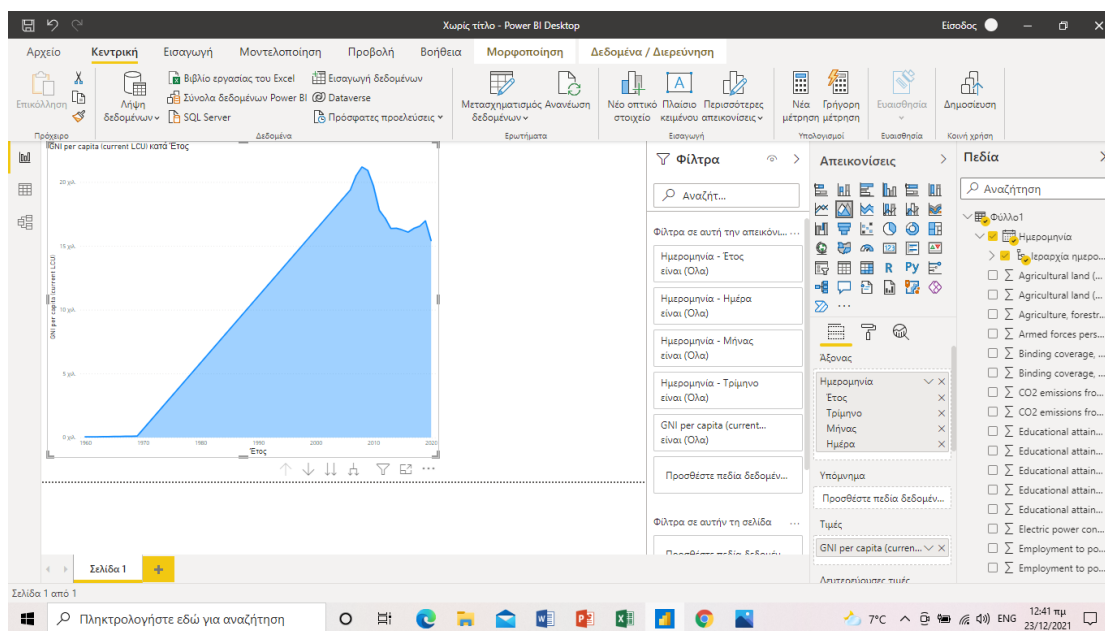 Χωρίς τίτλο - Power BI Desktop
Είσοδος
Αρχείο Κεντρική Εισαγωγή Μοντελοποίηση Προβολή Βοήθεια Μορφοποίηση Δεδομένα / Διερεύνηση
Επικόλληση
Πρόχειρο
Λήψη δεδομένων
Βιβλίο εργασίας του Excel
Σύνολα δεδομένων Power BI
SQL Server
Εισαγωγή δεδομένων
Dataverse
Πρόσφατες προελεύσεις
Δεδομένα
Μετασχηματισμός δεδομένων
Ανανέωση
Ερωτήματα
Νέο οπτικό στοιχείο
Πλαίσιο κειμένου
Περισσότερες απεικονίσεις
Εισαγωγή
Νέα μέτρηση
Γρήγορη μέτρηση
Υπολογισμοί
Ευαισθησία
Ευαισθησία
Δημοσίευση
Κοινή χρήση
GNI per capita (current LCU) κατά Έτος
20 χιλ.
15 χιλ.
10 χιλ.
5 χιλ.
0 χιλ.
GNI per capita (current LCU)
1960 1970 1980 1990 2000 2010 2020
Έτος
Φίλτρα
Αναζήτ...
Φίλτρα σε αυτή την απεικόνι... ...
Ημερομηνία - Έτος
είναι (Όλα)
Ημερομηνία - Ημέρα
είναι (Όλα)
Ημερομηνία - Μήνας
είναι (Όλα)
Ημερομηνία - Τρίμηνο
είναι (Όλα)
GNI per capita (current...
είναι (Όλα)
Προσθέστε πεδία δεδομέν...
Φίλτρα σε αυτήν τη σελίδα ...
Προσθέστε πεδία δεδομέν...
Απεικονίσεις
123
R Py
...
Άξονας
Ημερομηνία
Έτος
Τρίμηνο
Μήνας
Ημέρα
Υπόμνημα
Προσθέστε πεδία δεδομέν...
Τιμές
GNI per capita (curren...
Δευτερεύουσες τιμές
Πεδία
Αναζήτηση
Φύλλο1
Ημερομηνία
Ιεραρχία ημερο...
Agricultural land (...
Agricultural land (...
Agriculture, forestr...
Armed forces pers...
Binding coverage, ...
Binding coverage, ...
CO2 emissions fro...
CO2 emissions fro...
Educational attain...
Educational attain...
Educational attain...
Educational attain...
Educational attain...
Electric power con...
Employment to po...
Employment to po...
Σελίδα 1
Σελίδα 1 από 1
Πληκτρολογήστε εδώ για αναζήτηση
7°C
ENG
12:41 πμ
23/12/2021